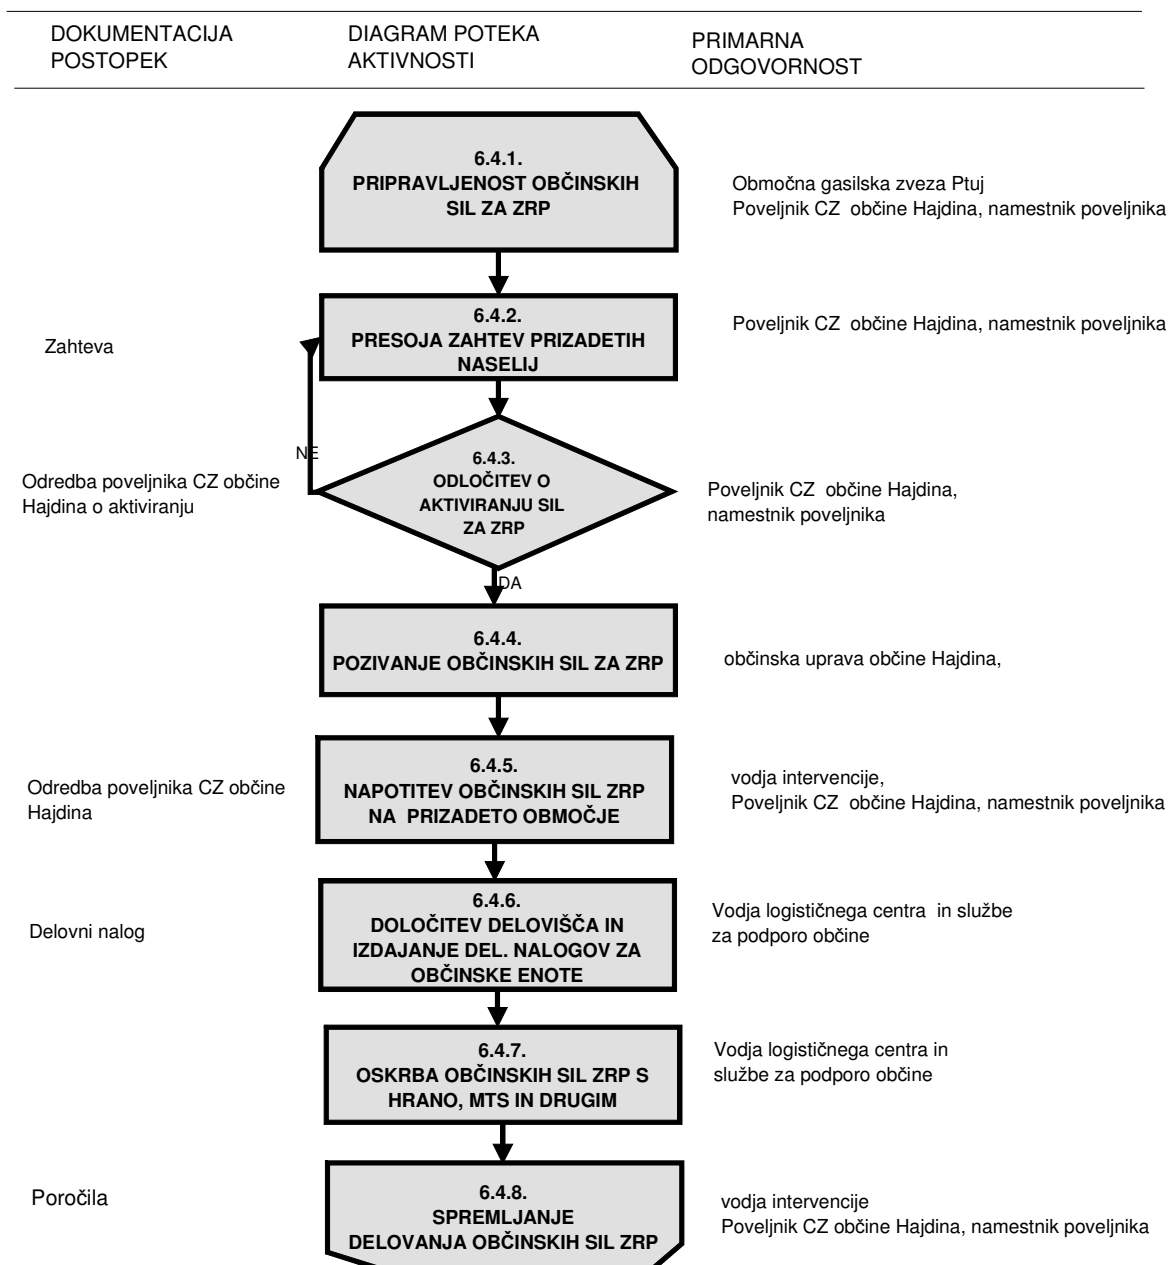 DOKUMENTACIJA
POSTOPEK
DIAGRAM POTEKA
AKTIVNOSTI
PRIMARNA
ODGOVORNOST
6.4.1.
PRIPRAVLJENOST OBČINSKIH
SIL ZA ZRP
Območna gasilska zveza Ptuj
Poveljnik CZ občine Hajdina, namestnik poveljnika
Zahteva
6.4.2.
PRESOJA ZAHTEV PRIZADETIH
NASELIJ
Poveljnik CZ občine Hajdina, namestnik poveljnika
NE
Odredba poveljnika CZ občine
Hajdina o aktiviranju
6.4.3.
ODLOČITEV O
AKTIVIRANJU SIL
ZA ZRP
Poveljnik CZ občine Hajdina,
namestnik poveljnika
DA
6.4.4.
POZIVANJE OBČINSKIH SIL ZA ZRP
občinska uprava občine Hajdina,
Odredba poveljnika CZ občine
Hajdina
6.4.5.
NAPOTITEV OBČINSKIH SIL ZRP
NA PRIZADETO OBMOČJE
vodja intervencije,
Poveljnik CZ občine Hajdina, namestnik poveljnika
Delovni nalog
6.4.6.
DOLOČITEV DELOVIŠČA IN
IZDAJANJE DEL. NALOGOV ZA
OBČINSKE ENOTE
Vodja logističnega centra in službe
za podporo občine
6.4.7.
OSKRBA OBČINSKIH SIL ZRP S
HRANO, MTS IN DRUGIM
Vodja logističnega centra in
službe za podporo občine
Poročila
6.4.8.
SPREMLJANJE
DELOVANJA OBČINSKIH SIL ZRP
vodja intervencije
Poveljnik CZ občine Hajdina, namestnik poveljnika